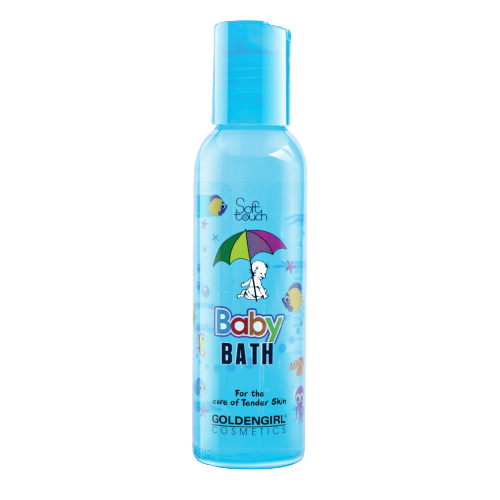 Soft
touch
Baby
BATH
For the
care of Tender Skin
GOLDENGIRL®
COSMETICS